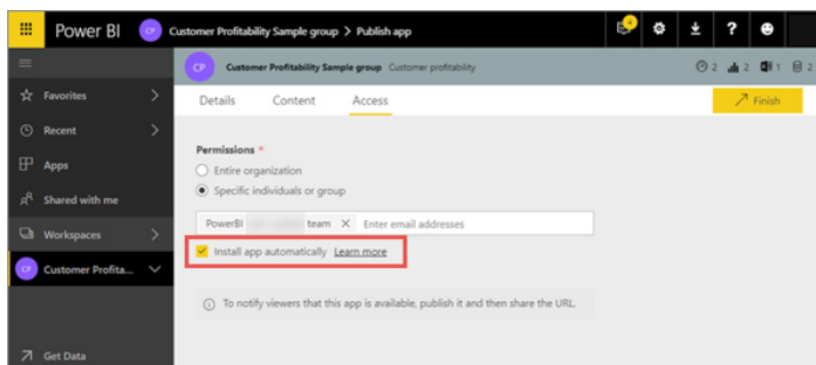 Power BI CP Customer Profitability Sample group > Publish app
CP Customer Profitability Sample group Customer profitability 2 2 1 2
Favorites
Recent
Apps
Shared with me
Workspaces
CP Customer Profita...
Get Data
Details Content Access
Finish
Permissions *
Entire organization
Specific individuals or group
PowerBI team X Enter email addresses
Install app automatically Learn more
To notify viewers that this app is available, publish it and then share the URL.